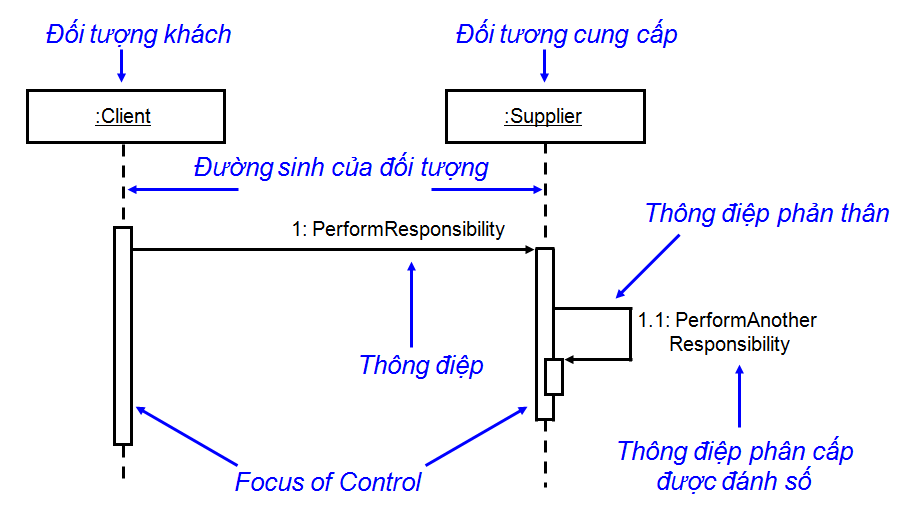 Đối tượng khách
Đối tương cung cấp
:Client
:Supplier
Đường sinh của đối tượng
Thông điệp phản thân
1: PerformResponsibility
1.1: PerformAnother
Responsibility
Thông điệp
Thông điệp phân cấp
được đánh số
Focus of Control